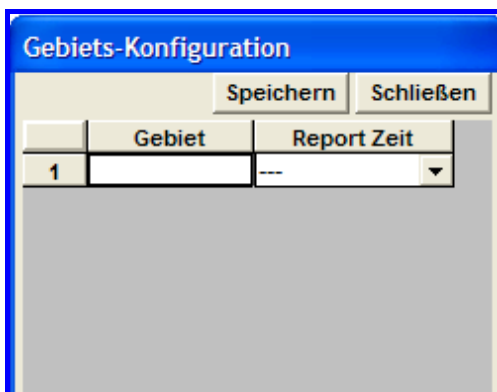 Gebiets-Konfiguration
Speichern Schließen
Gebiet Report Zeit
1 ---